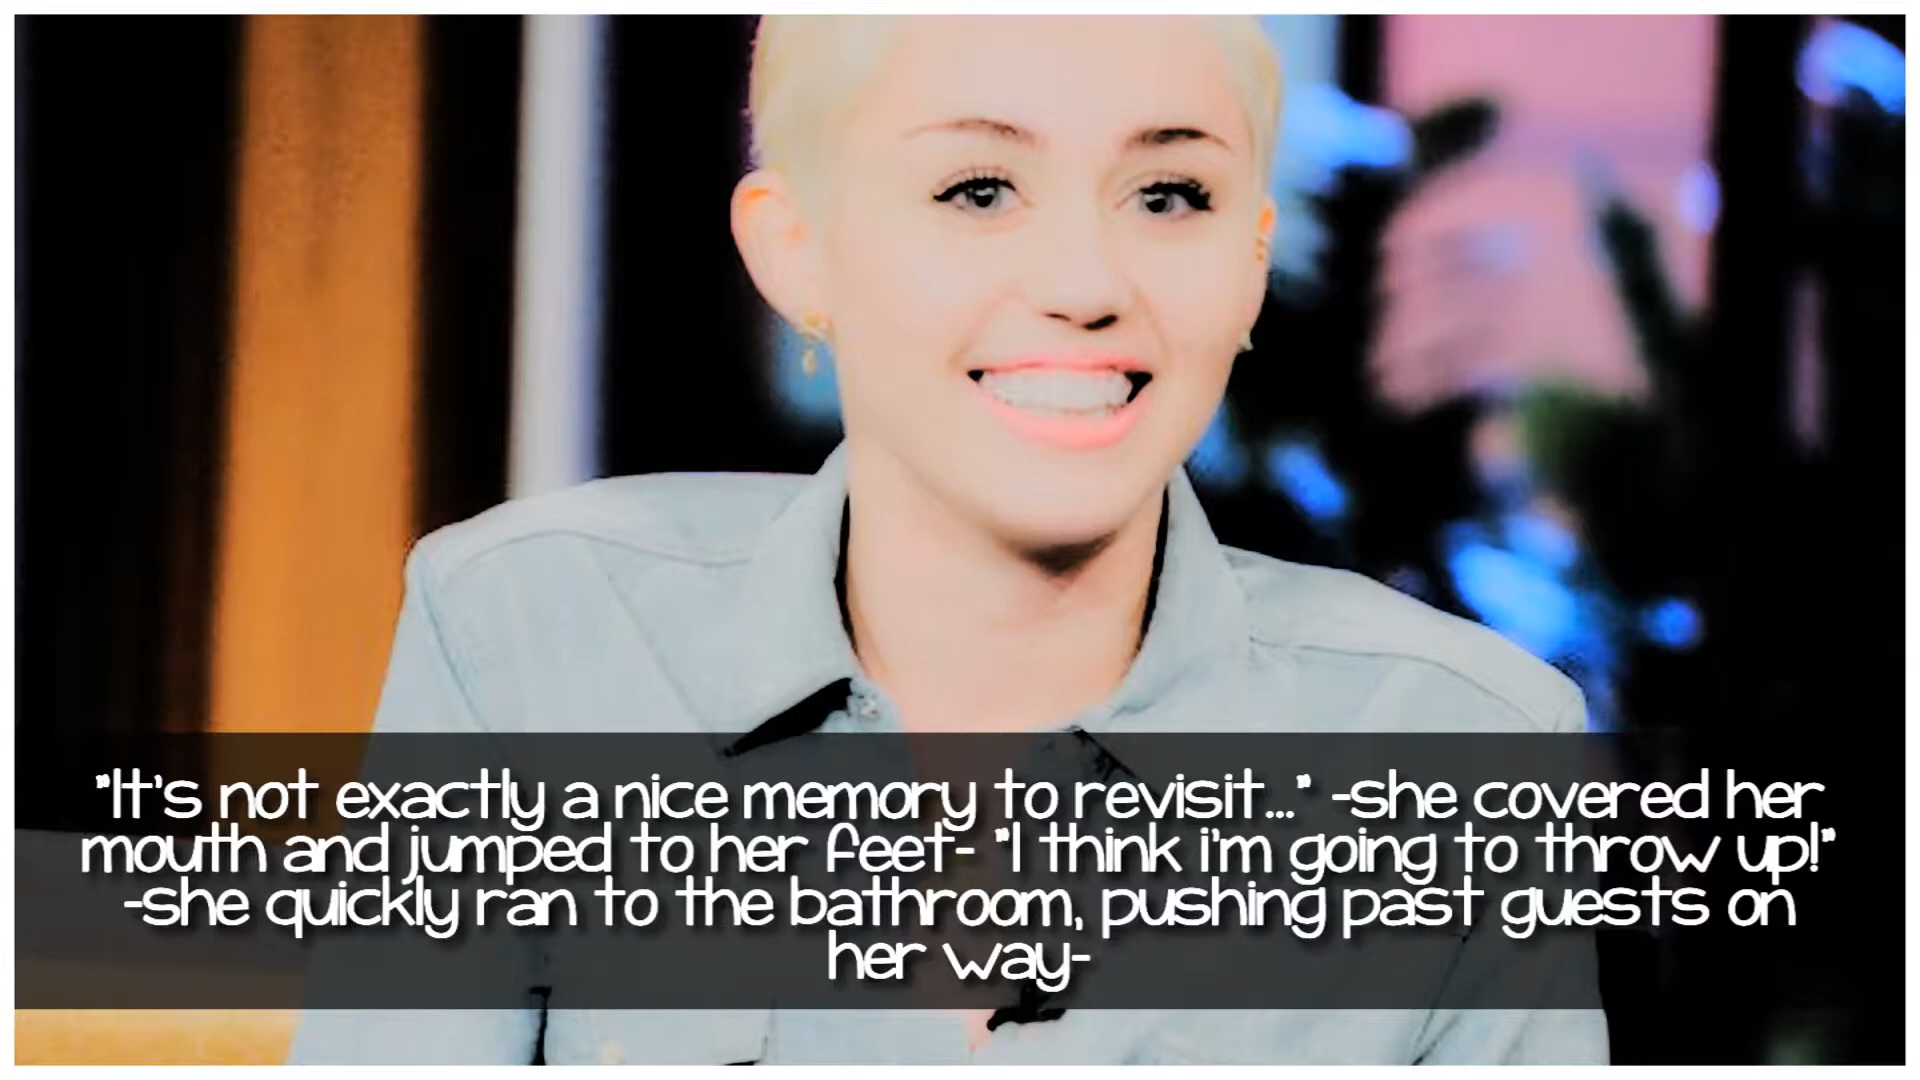 "It's not exactly a nice memory to revisit..." -she covered her
mouth and jumped to her feet- "I think i'm going to throw up!"
-she quickly ran to the bathroom, pushing past guests on
her way-